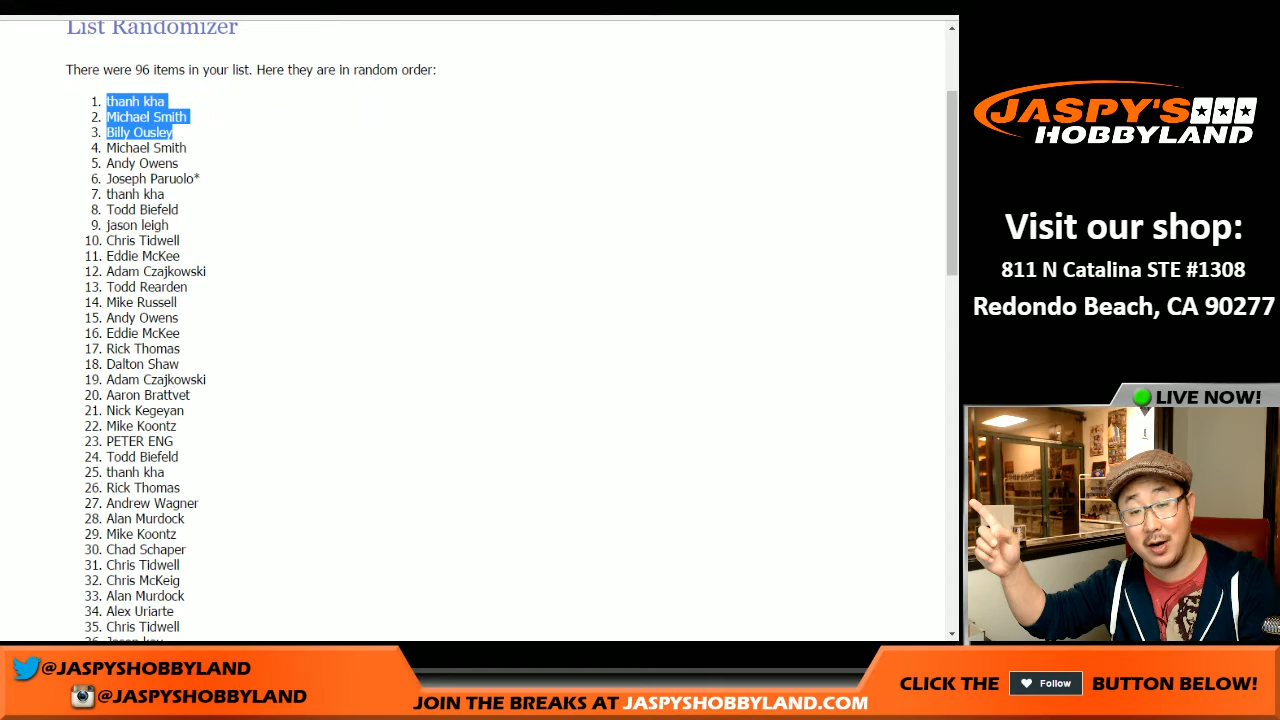 List Randomizer
There were 96 items in your list. Here they are in random order:
1. thanh kha
2. Michael Smith
3. Billy Ousley
4. Michael Smith
5. Andy Owens
6. Joseph Paruolo*
7. thanh kha
8. Todd Biefeld
9. jason leigh
10. Chris Tidwell
11. Eddie McKee
12. Adam Czajkowski
13. Todd Rearden
14. Mike Russell
15. Andy Owens
16. Eddie McKee
17. Rick Thomas
18. Dalton Shaw
19. Adam Czajkowski
20. Aaron Brattvet
21. Nick Kegeyan
22. Mike Koontz
23. PETER ENG
24. Todd Biefeld
25. thanh kha
26. Rick Thomas
27. Andrew Wagner
28. Alan Murdock
29. Mike Koontz
30. Chad Schaper
31. Chris Tidwell
32. Chris McKeig
33. Alan Murdock
34. Alex Uriarte
35. Chris Tidwell
JASPY'S
HOBBYLAND
Visit our shop:
811 N Catalina STE #1308
Redondo Beach, CA 90277
LIVE NOW!
@JASPYSHOBBYLAND
@JASPYSHOBBYLAND
JOIN THE BREAKS AT JASPYSHOBBYLAND.COM
CLICK THE Follow BUTTON BELOW!